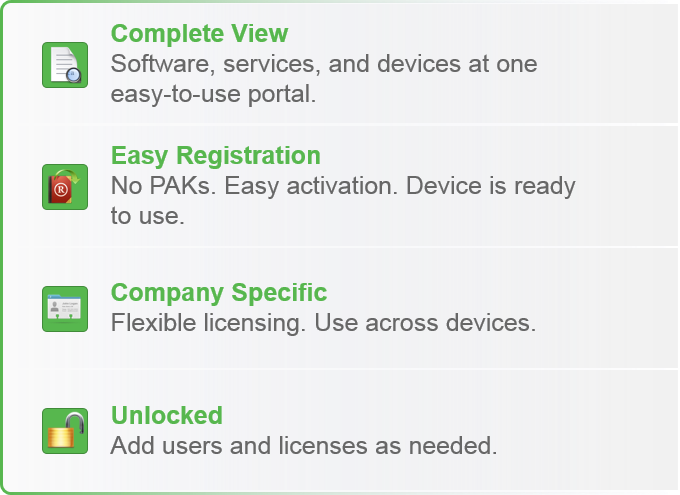 Complete View
Software, services, and devices at one
easy-to-use portal.
Easy Registration
No PAKs. Easy activation. Device is ready
to use.
Company Specific
Flexible licensing. Use across devices.
Unlocked
Add users and licenses as needed.